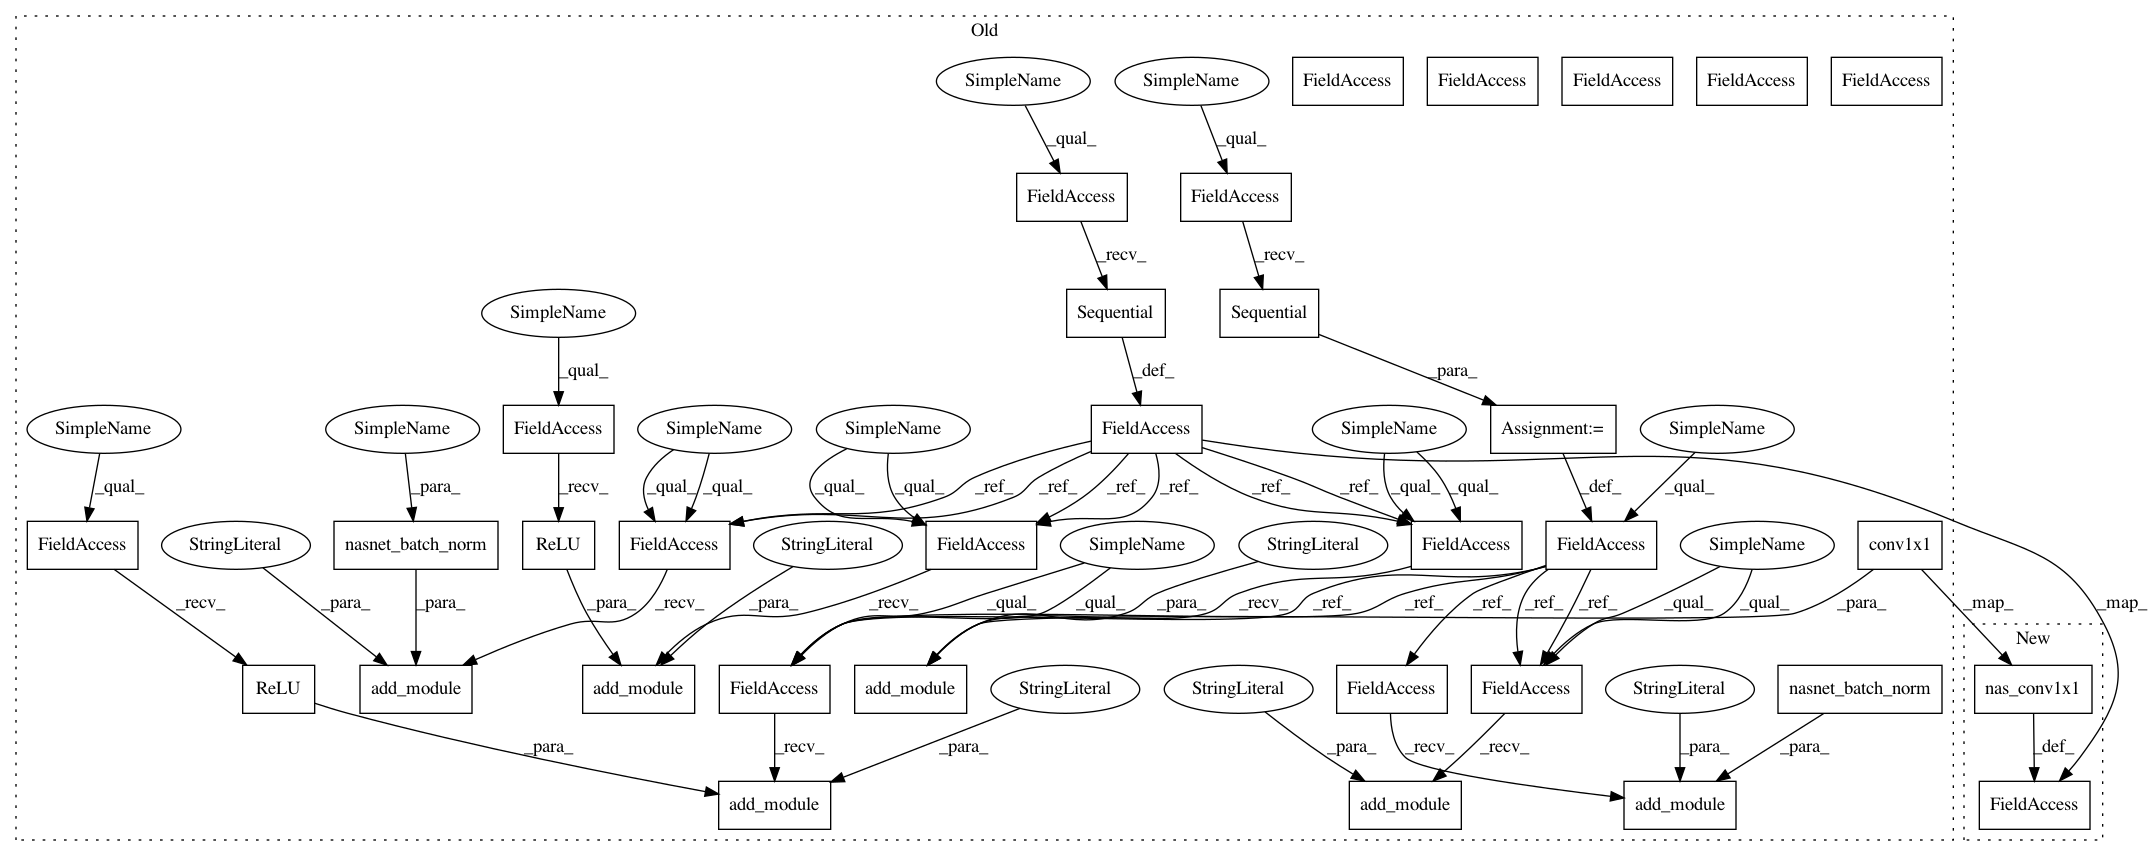 Old
SimpleName
SimpleName
FieldAccess
FieldAccess
FieldAccess
FieldAccess
FieldAccess
_qual_
_qual_
FieldAccess
FieldAccess
_recv_
_recv_
SimpleName
Sequential
Sequential
_qual_
_def_
_para_
SimpleName
SimpleName
FieldAccess
SimpleName
SimpleName
FieldAccess
SimpleName
Assignment:=
SimpleName
_qual_
_para_
_recv_
_qual_
_qual_
_qual_
_qual_
_ref_
_ref_
_ref_
_ref_
_ref_
_ref_
_qual_
_qual_
_def_
_qual_
FieldAccess
StringLiteral
nasnet_batch_norm
ReLU
FieldAccess
StringLiteral
FieldAccess
SimpleName
StringLiteral
FieldAccess
FieldAccess
SimpleName
conv1x1
_recv_
_para_
_para_
_para_
_recv_
_para_
_recv_
_qual_
_qual_
_para_
_recv_
_ref_
_ref_
_ref_
_ref_
_ref_
_qual_
_qual_
_para_
_map_
_map_
New
ReLU
add_module
add_module
FieldAccess
add_module
StringLiteral
StringLiteral
FieldAccess
FieldAccess
StringLiteral
nasnet_batch_norm
nas_conv1x1
_para_
_recv_
_para_
_para_
_recv_
_recv_
_para_
_para_
_def_
add_module
add_module
add_module
FieldAccess